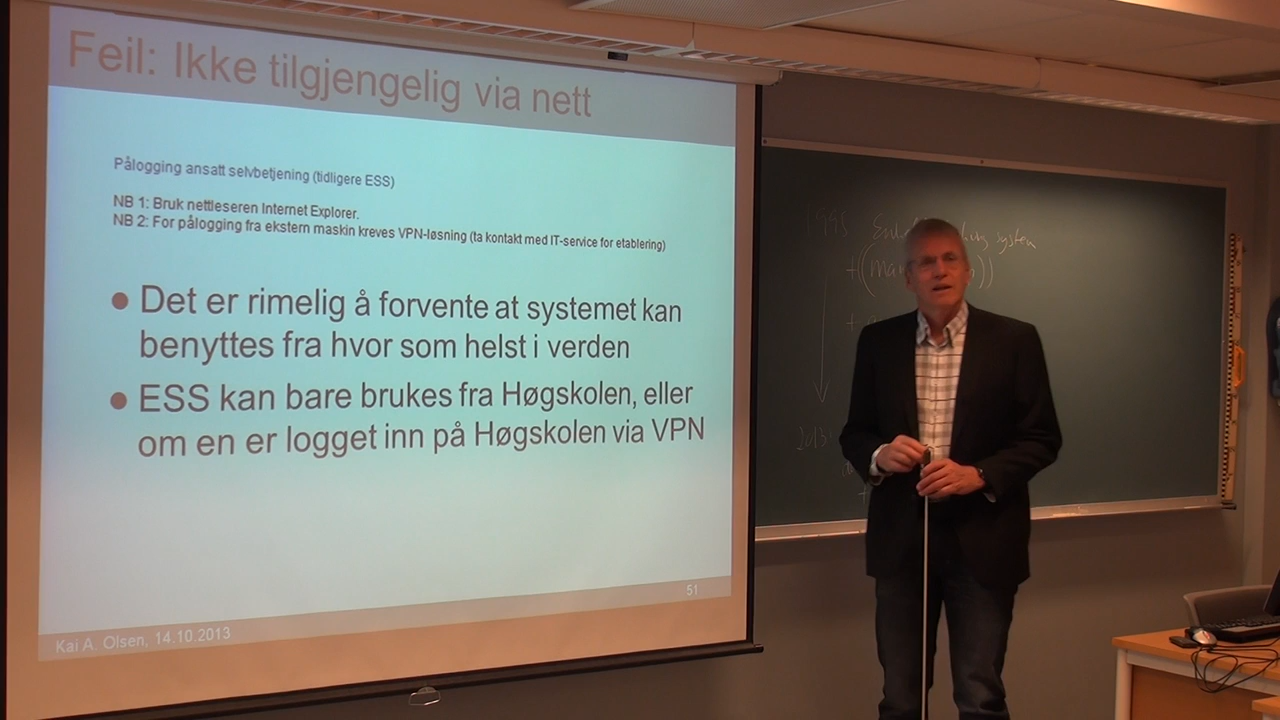 Feil: Ikke tilgjengelig via nett
Pålogging ansatt selvbetjening (tidligere ESS)
NB 1: Bruk nettleseren Internet Explorer.
NB 2: For pålogging fra ekstern maskin kreves VPN-løsning (ta kontakt med IT-service for etablering)
• Det er rimelig å forvente at systemet kan
benyttes fra hvor som helst i verden
• ESS kan bare brukes fra Høgskolen, eller
om en er logget inn på Høgskolen via VPN
51
Kai A. Olsen, 14.10.2013
1995
system